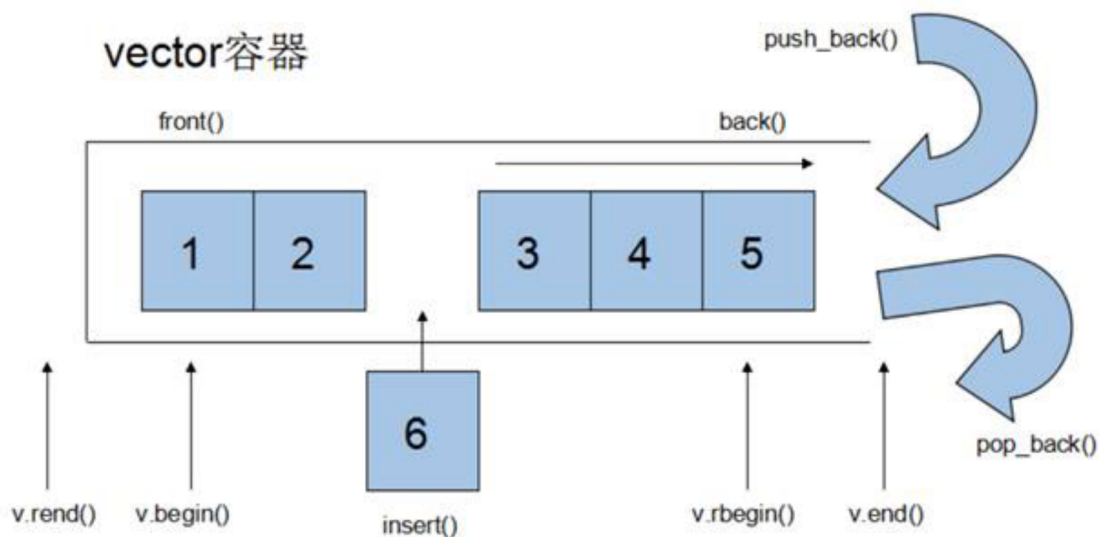 vector容器
push_back()
front()
back()
1 2 3 4 5
6
pop_back()
v.rend() v.begin() insert() v.rbegin() v.end()